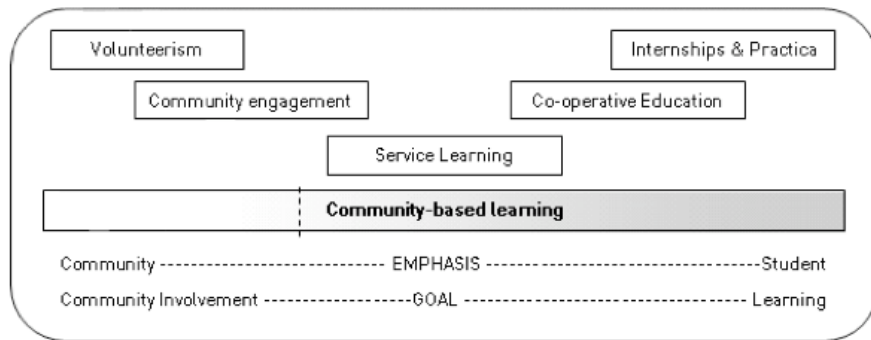 Volunteerism Internships & Practica
Community engagement Co-operative Education
Service Learning
Community-based learning
Community EMPHASIS Student
Community Involvement GOAL Learning